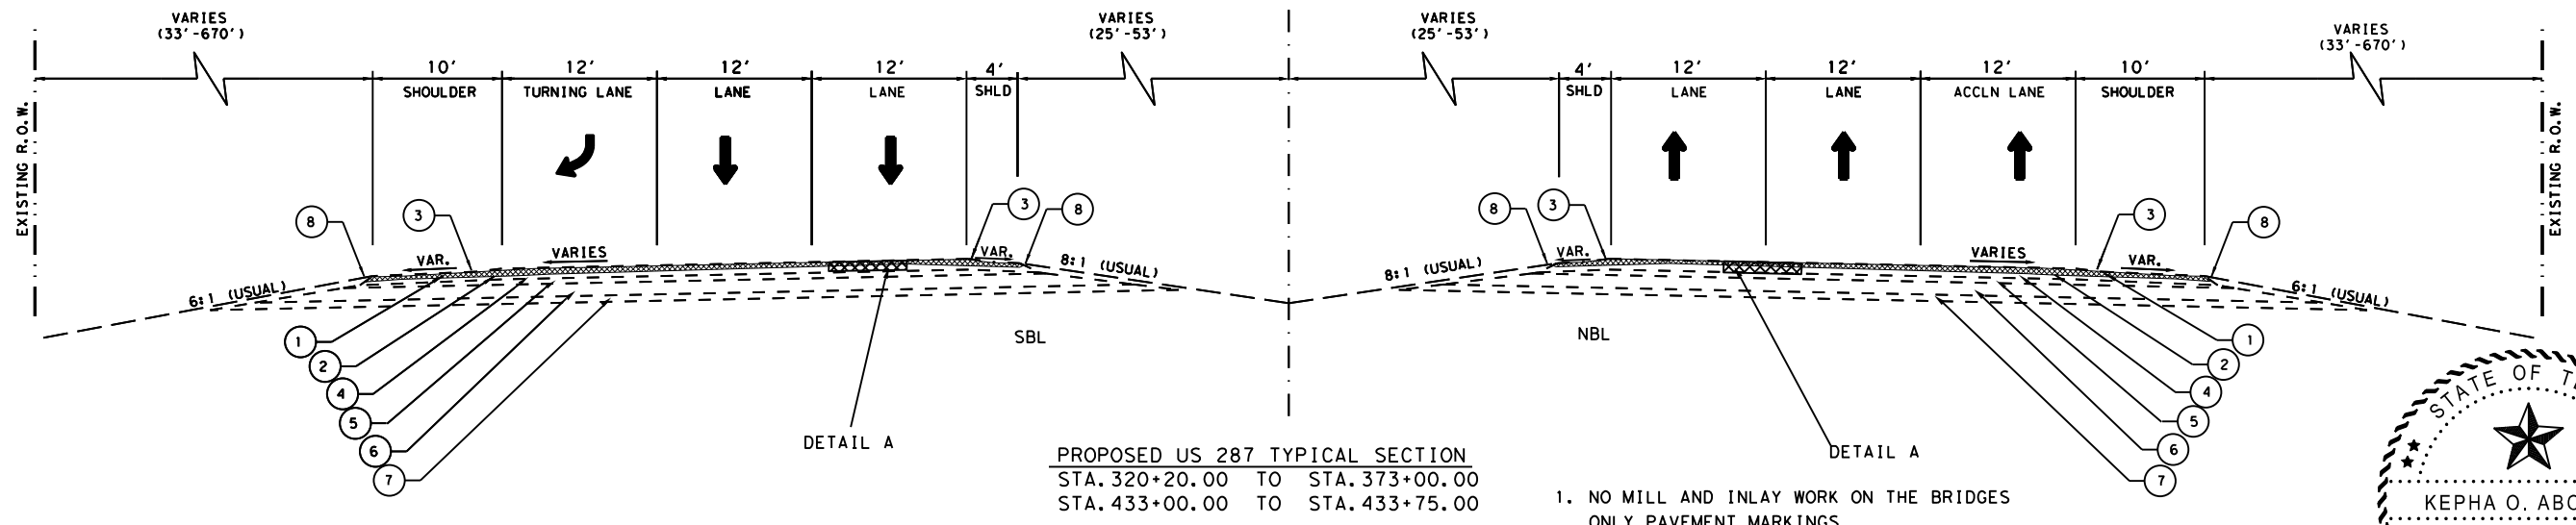 VARIES
(33'-670')
VARIES
(25'-53')
VARIES
(25'-53')
VARIES
(33'-670')
10'
12'
12'
12'
4'
4'
12'
12'
12'
10'
SHOULDER
TURNING LANE
LANE
LANE
SHLD
SHLD
LANE
LANE
ACCLN LANE
SHOULDER
EXISTING R.O.W.
EXISTING R.O.W.
8
3
3
8
8
3
3
8
VAR.
VARIES
VAR.
8:1 (USUAL)
8:1 (USUAL)
VAR.
VARIES
VAR.
6:1 (USUAL)
6:1 (USUAL)
1
2
4
5
6
7
SBL
NBL
1
2
4
5
6
7
DETAIL A
DETAIL A
PROPOSED US 287 TYPICAL SECTION
STA.320+20.00 TO STA.373+00.00
STA.433+00.00 TO STA.433+75.00
1. NO MILL AND INLAY WORK ON THE BRIDGES
ONLY PAVEMENT MARKINGS
STATE OF
KEPHA O.